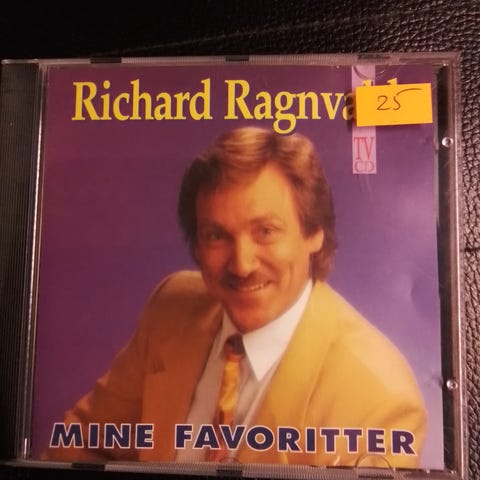 Richard Ragnva
25
TV
CD
MINE FAVORITTER